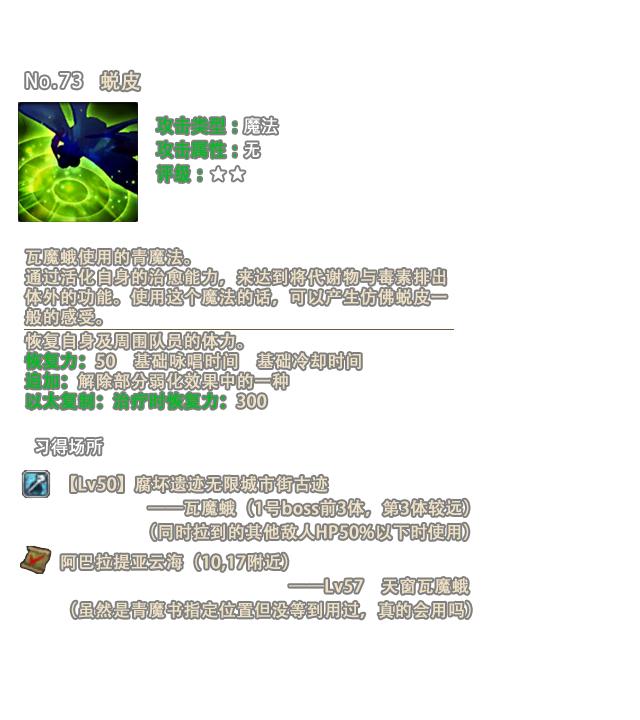 No.73 蜕皮
攻击类型：魔法
攻击属性：无
评级：☆☆
瓦魔蛾使用的青魔法。
通过活化自身的治愈能力，来达到将代谢物与毒素排出
体外的功能。使用这个魔法的话，可以产生仿佛蜕皮一
般的感受。
恢复自身及周围队员的体力。
恢复力：50 基础咏唱时间 基础冷却时间
追加：解除部分弱化效果中的一种
以太复制：治疗时恢复力：300
习得场所
【Lv50】腐坏遗迹无限城市街古迹
——瓦魔蛾（1号boss前3体，第3体较远）
（同时拉到的其他敌人HP50%以下时使用）
阿巴拉提亚云海（10,17附近）
——Lv57 天窗瓦魔蛾
（虽然是青魔书指定位置但没等到用过，真的会用吗）